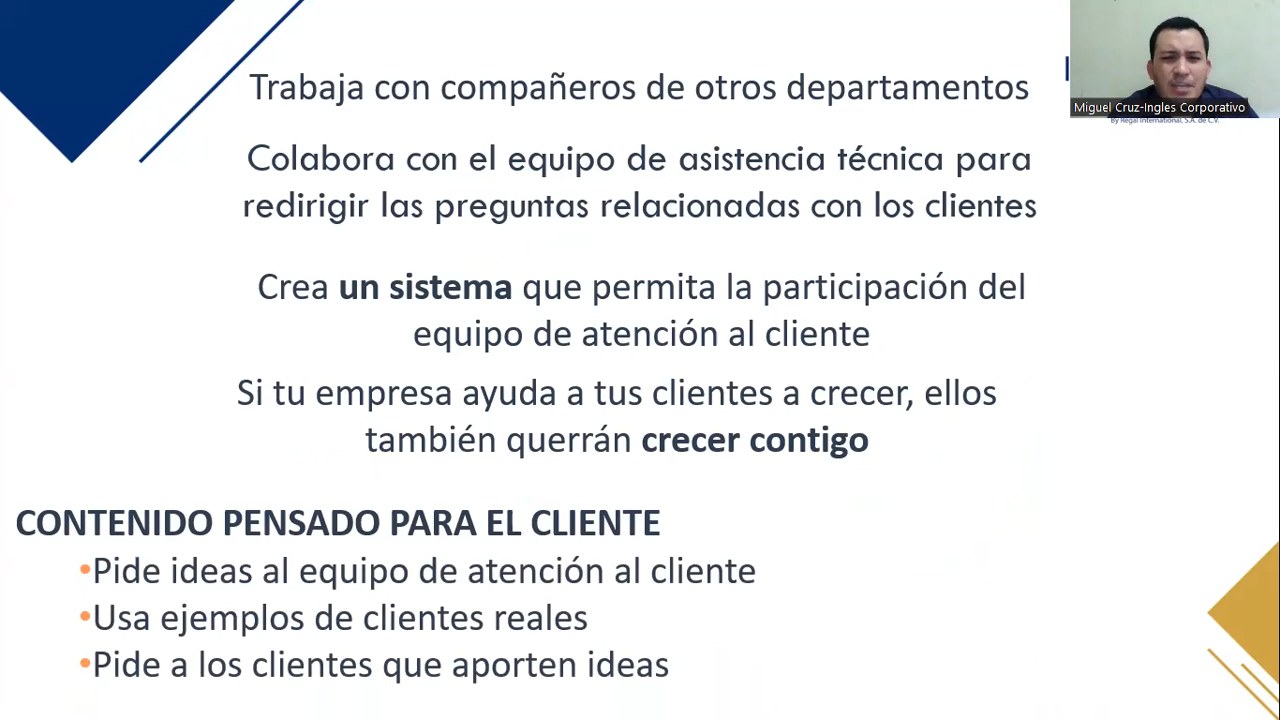 Trabaja con compañeros de otros departamentos
Miguel Cruz-Ingles Corporativo
By Regal International, S.A. de C.V.
Colabora con el equipo de asistencia técnica para
redirigir las preguntas relacionadas con los clientes
Crea un sistema que permita la participación del
equipo de atención al cliente
Si tu empresa ayuda a tus clientes a crecer, ellos
también querrán crecer contigo
CONTENIDO PENSADO PARA EL CLIENTE
•Pide ideas al equipo de atención al cliente
•Usa ejemplos de clientes reales
•Pide a los clientes que aporten ideas